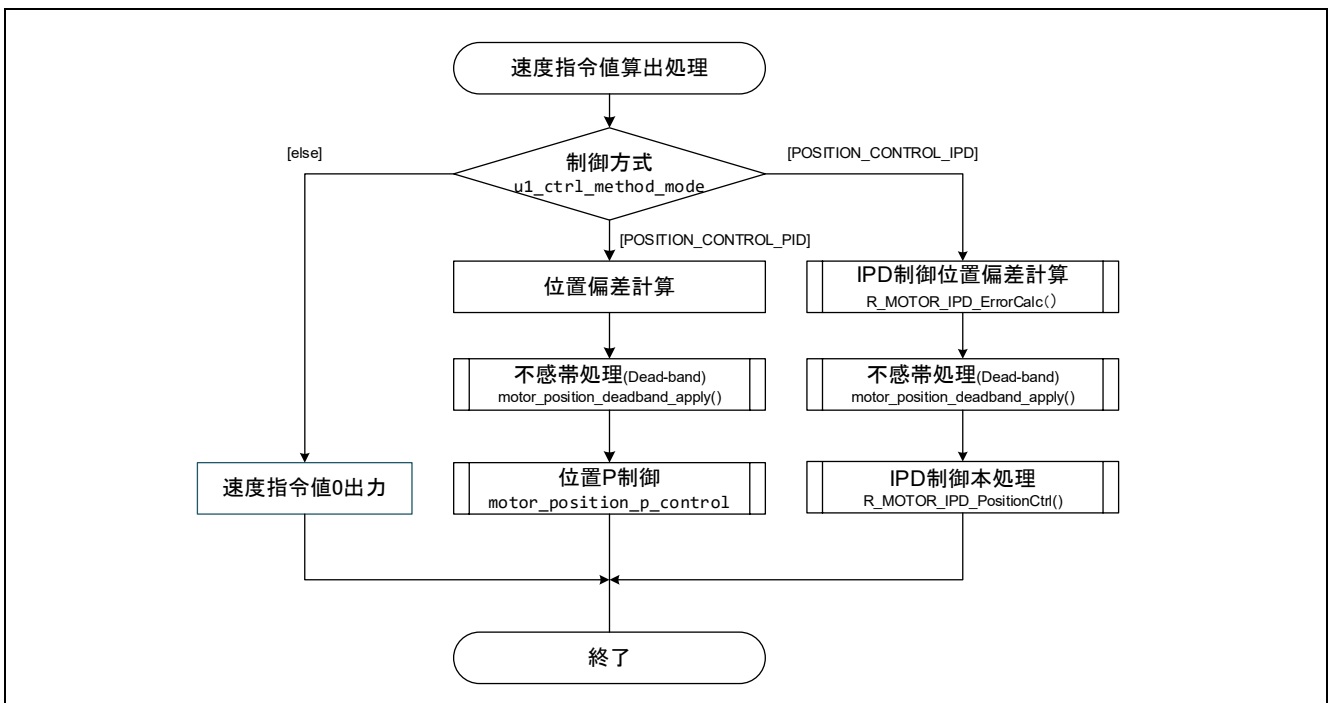 速度指令値算出処理
[else]
制御方式
u1_ctrl_method_mode
[POSITION_CONTROL_IPD]
[POSITION_CONTROL_PID]
位置偏差計算
IPD制御位置偏差計算
R_MOTOR_IPD_ErrorCalc()
不感帯処理(Dead-band)
motor_position_deadband_apply()
不感帯処理(Dead-band)
motor_position_deadband_apply()
速度指令値0出力
位置P制御
motor_position_p_control
IPD制御本処理
R_MOTOR_IPD_PositionCtrl()
終了